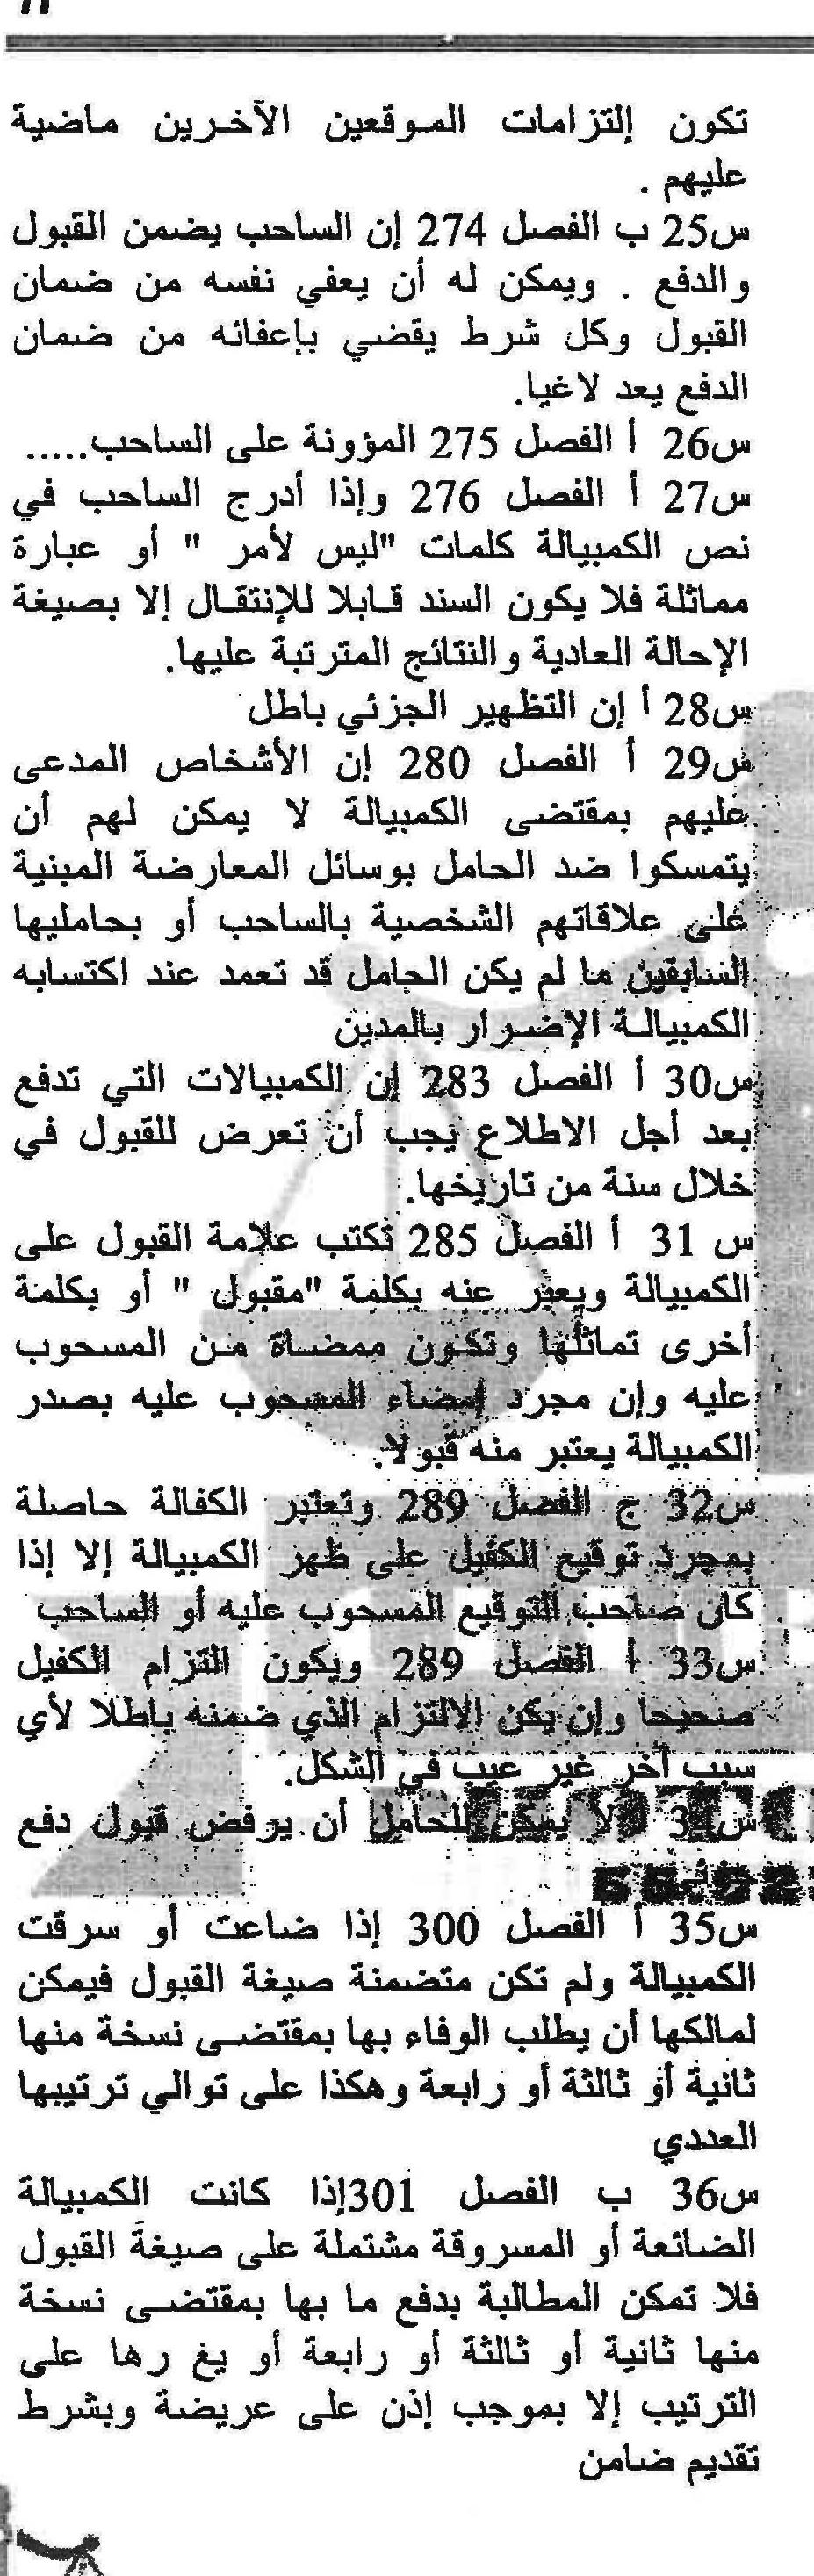 تكون إلتزامات الموقعين الآخرين ماضية
عليهم .
س25 ب الفصل 274 إن الساحب يضمن القبول
والدفع . ويمكن له أن يعفي نفسه من ضمان
القبول وكل شرط يقضي بإعفائه من ضمان
الدفع يعد لاغيا.
س26 أ الفصل 275 المؤونة على الساحب.....
س27 أ الفصل 276 وإذا أدرج الساحب في
نص الكمبيالة كلمات "ليس لأمر " أو عبارة
مماثلة فلا يكون السند قابلا للإنتقال إلا بصيغة
الإحالة العادية والنتائج المترتبة عليها.
س28 أ إن التظهير الجزئي باطل
س29 أ الفصل 280 إن الأشخاص المدعى
عليهم بمقتضى الكمبيالة لا يمكن لهم أن
يتمسكوا ضد الحامل بوسائل المعارضة المبنية
على علاقاتهم الشخصية بالساحب أو بحامليها
السابقين ما لم يكن الحامل قد تعمد عند اكتسابه
الكمبيالة الإضرار بالمدين
س30 أ الفصل 283 إن الكمبيالات التي تدفع
بعد أجل الاطلاع يجب أن تعرض للقبول في
خلال سنة من تاريخها.
س 31 أ الفصل 285 تكتب علامة القبول على
الكمبيالة ويعبر عنه بكلمة "مقبول " أو بكلمة
أخرى تماثلها وتكون ممضاة من المسحوب
عليه وإن مجرد إمضاء المسحوب عليه بصدر
الكمبيالة يعتبر منه قبولا.
س32 ج الفصل 289 وتعتبر الكفالة حاصلة
بمجرد توقيع الكفيل على ظهر الكمبيالة إلا إذا
كان صاحب التوقيع المسحوب عليه أو الساحب
س33 أ الفصل 289 ويكون التزام الكفيل
صحيحا وإن يكن الالتزام الذي ضمنه باطلا لأي
سبب آخر غير عيب في الشكل.
لا يمكن للحامل أن يرفض قبول دفع
س35 أ الفصل 300 إذا ضاعت أو سرقت
الكمبيالة ولم تكن متضمنة صيغة القبول فيمكن
لمالكها أن يطلب الوفاء بها بمقتضى نسخة منها
ثانية أو ثالثة أو رابعة وهكذا على توالي ترتيبها
العددي
س36 ب الفصل 301إذا كانت الكمبيالة
الضائعة أو المسروقة مشتملة على صيغة القبول
فلا تمكن المطالبة بدفع ما بها بمقتضى نسخة
منها ثانية أو ثالثة أو رابعة أو يغ رها على
الترتيب إلا بموجب إذن على عريضة وبشرط
تقديم ضامن